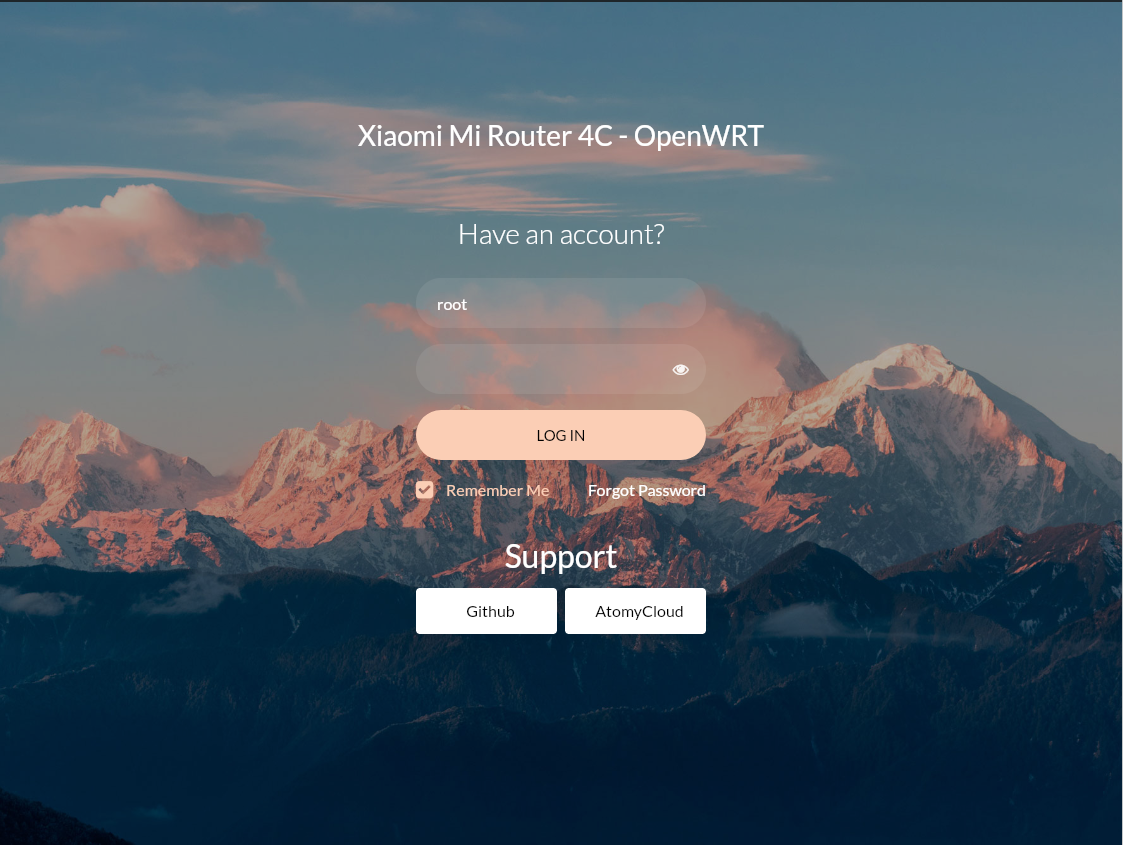 Xiaomi Mi Router 4C - OpenWRT
Have an account?
root
LOG IN
Remember Me Forgot Password
Support
Github AtomyCloud